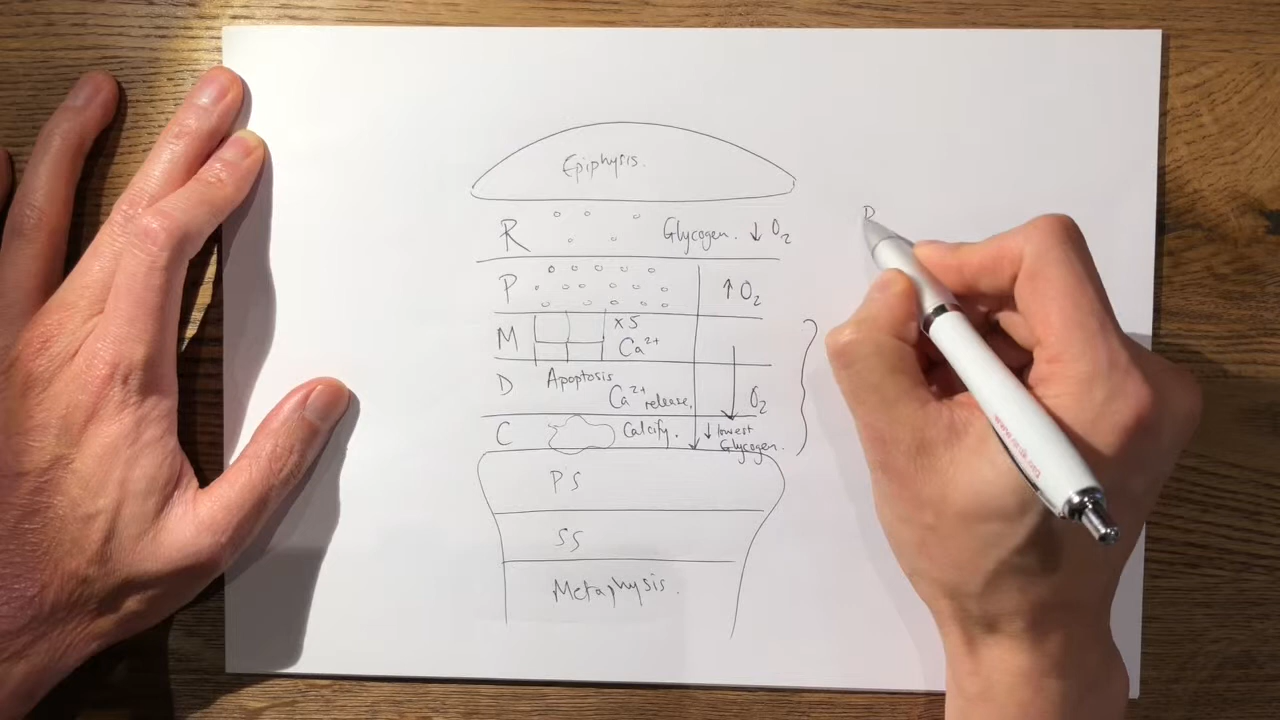 Epiphysis.
R Glycogen. ↓ O2
P ↑ O2
M x5
Ca2+
D Apoptosis
Ca2+ release. O2
C Calcify. ↓ lowest Glycogen.
PS
SS
Metaphysis.